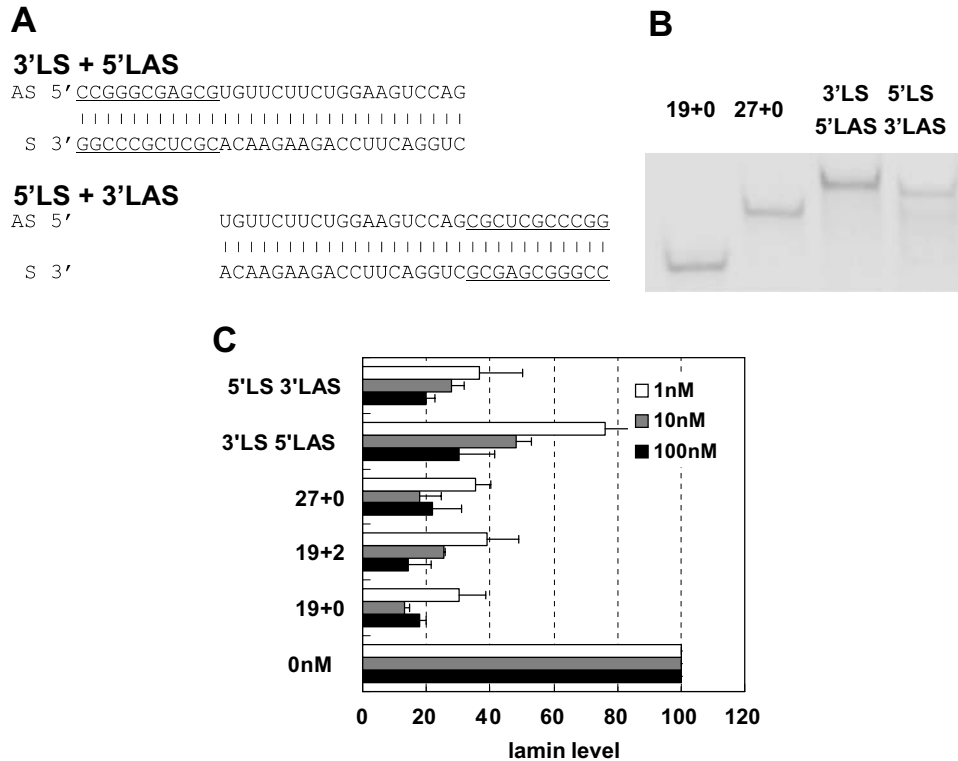 A
3’LS + 5’LAS
AS 5’CCGGGCGAGCGUGUUCUUCUGGAAGUCCAG
S 3’GGCCCGCUCGCACAAGAAGACCUUCAGGUC
5’LS + 3’LAS
AS 5’ UGUUCUUCUGGAAGUCCAGCGCUCGCCCGG
S 3’ ACAAGAAGACCUUCAGGUCGCGAGCGGGCC
B
19+0 27+0 3’LS 5’LS
5’LAS 3’LAS
C
5'LS 3'LAS
3'LS 5'LAS
27+0
19+2
19+0
0nM
1nM
10nM
100nM
0 20 40 60 80 100 120
lamin level